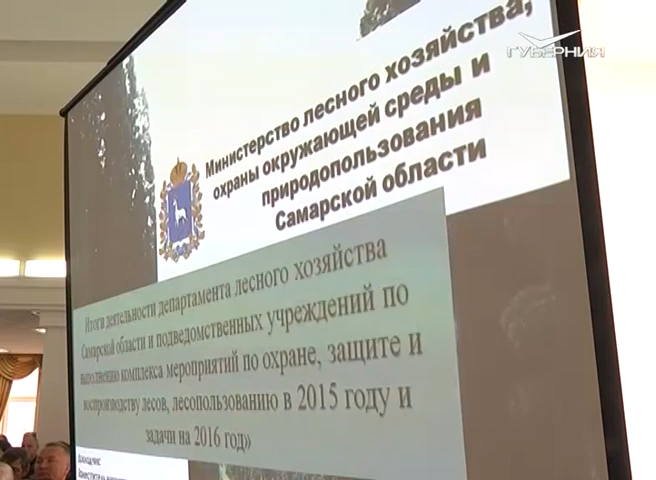 ГУБЕРНИЯ
Министерство лесного хозяйства,
охраны окружающей среды и
природопользования
Самарской области
Итоги деятельности департамента лесного хозяйства
Самарской области и подведомственных учреждений по
выполнению комплекса мероприятий по охране, защите и
воспроизводству лесов, лесопользованию в 2015 году и
задачи на 2016 год»
Докладчик: